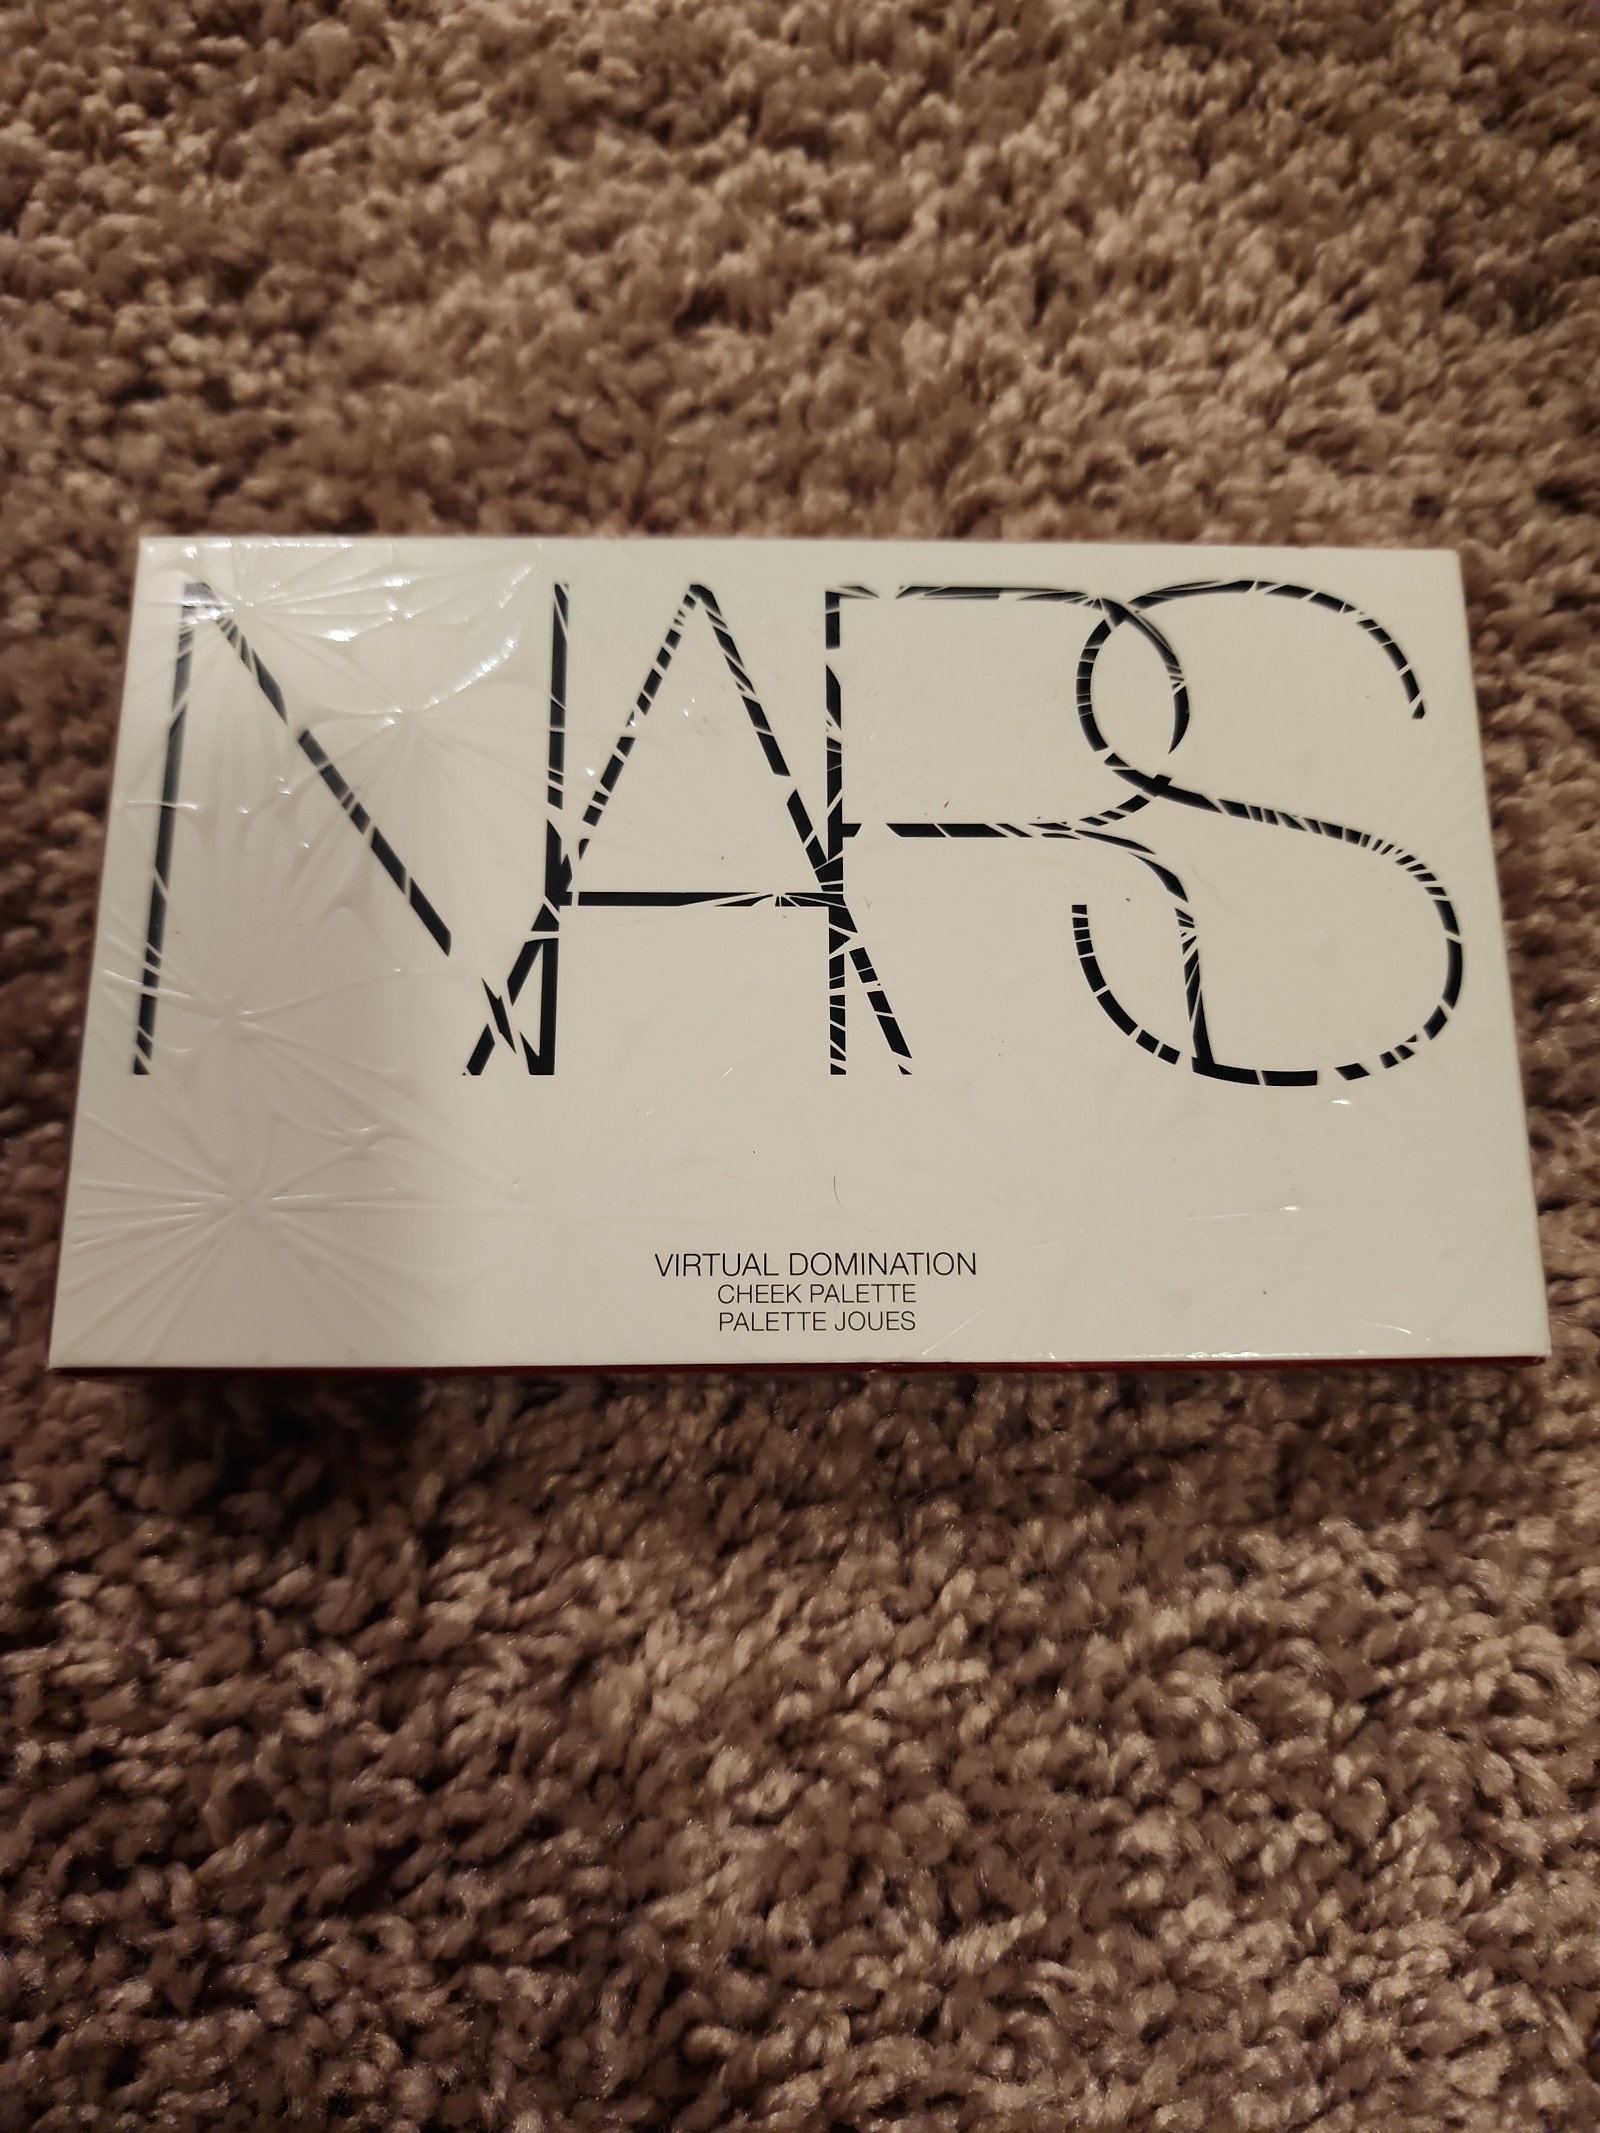 NARS
VIRTUAL DOMINATION
CHEEK PALETTE
PALETTE JOUES